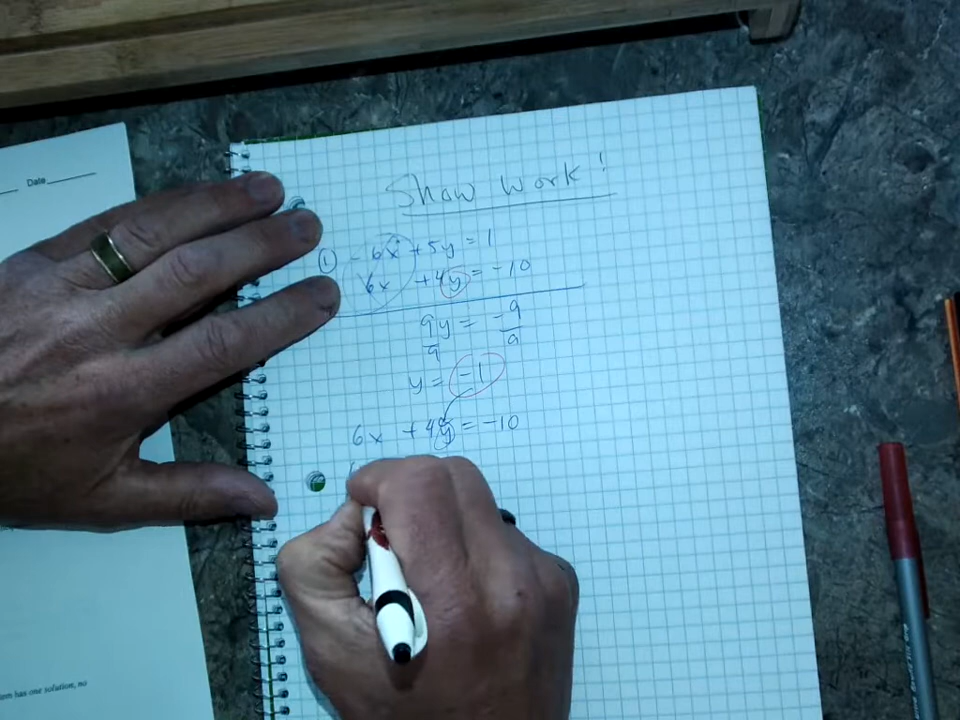 Date
Show Work!
① -6x + 5y = 1
6x + 4y = -10
9y = -9
9 9
y = -1
6x + 4y = -10
has one solution, no